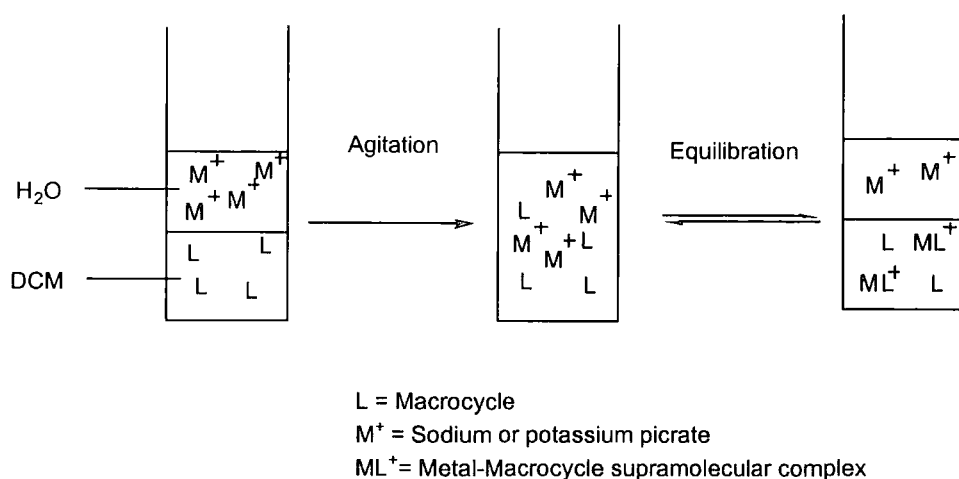 Agitation
Equilibration
H₂O
DCM
M⁺ M⁺
M⁺ M⁺
L L
L L
M⁺
L M⁺
M⁺ L
M⁺
L L
M⁺ M⁺
L ML⁺
ML⁺ L
L = Macrocycle
M⁺ = Sodium or potassium picrate
ML⁺= Metal-Macrocycle supramolecular complex